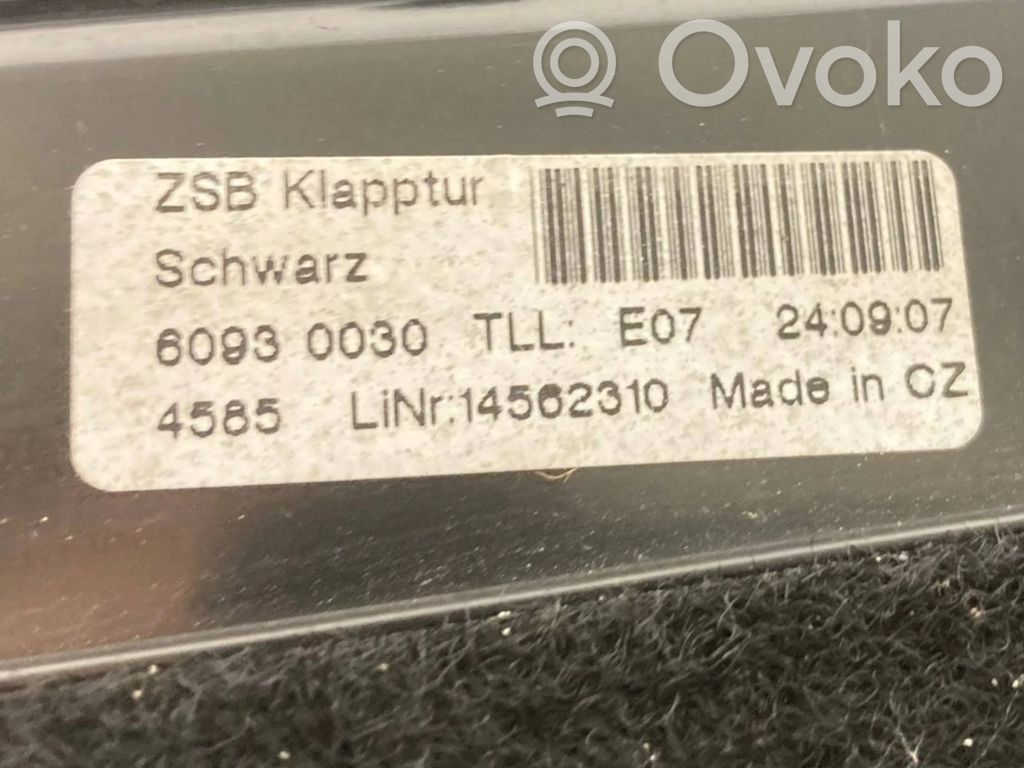 Ovoko
ZSB Klapptur
Schwarz
6093 0030 TLL: E07 24:09:07
4585 LiNr:14562310 Made in CZ